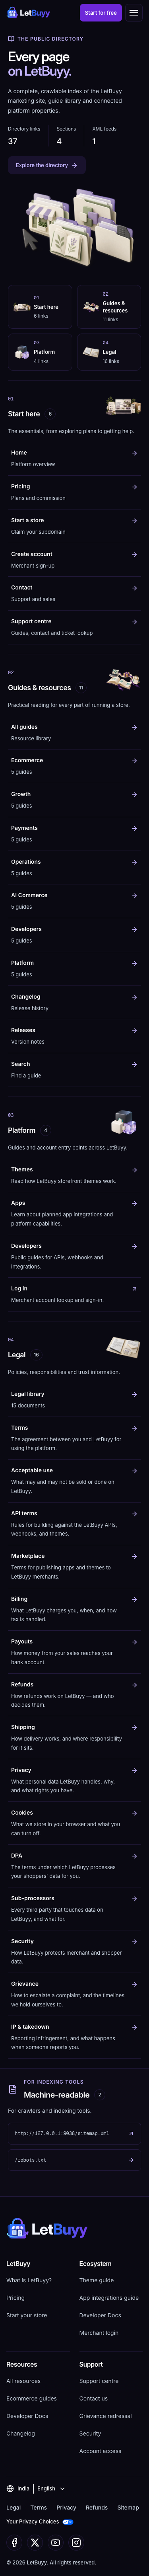 LetBuyy
Start for free
THE PUBLIC DIRECTORY
Every page
on LetBuyy.
A complete, crawlable index of the LetBuyy
marketing site, guide library and connected
platform properties.
Directory links
Sections
XML feeds
37
4
1
Explore the directory
01
Start here
6 links
02
Guides &
resources
11 links
03
Platform
4 links
04
Legal
16 links
01
Start here 6
The essentials, from exploring plans to getting help.
Home
Platform overview
Pricing
Plans and commission
Start a store
Claim your subdomain
Create account
Merchant sign-up
Contact
Support and sales
Support centre
Guides, contact and ticket lookup
02
Guides & resources 11
Practical reading for every part of running a store.
All guides
Resource library
Ecommerce
5 guides
Growth
5 guides
Payments
5 guides
Operations
5 guides
AI Commerce
5 guides
Developers
5 guides
Platform
5 guides
Changelog
Release history
Releases
Version notes
Search
Find a guide
03
Platform 4
Guides and account entry points across LetBuyy.
Themes
Read how LetBuyy storefront themes work.
Apps
Learn about planned app integrations and
platform capabilities.
Developers
Public guides for APIs, webhooks and
integrations.
Log in
Merchant account lookup and sign-in.
04
Legal 16
Policies, responsibilities and trust information.
Legal library
15 documents
Terms
The agreement between you and LetBuyy for
using the platform.
Acceptable use
What may and may not be sold or done on
LetBuyy.
API terms
Rules for building against the LetBuyy APIs,
webhooks, and themes.
Marketplace
Terms for publishing apps and themes to
LetBuyy merchants.
Billing
What LetBuyy charges you, when, and how
tax is handled.
Payouts
How money from your sales reaches your
bank account.
Refunds
How refunds work on LetBuyy — and who
decides them.
Shipping
How delivery works, and where responsibility
for it sits.
Privacy
What personal data LetBuyy handles, why,
and what rights you have.
Cookies
What we store in your browser and what you
can turn off.
DPA
The terms under which LetBuyy processes
your shoppers' data for you.
Sub-processors
Every third party that touches data on
LetBuyy, and what for.
Security
How LetBuyy protects merchant and shopper
data.
Grievance
How to escalate a complaint, and the timelines
we hold ourselves to.
IP & takedown
Reporting infringement, and what happens
when someone reports you.
FOR INDEXING TOOLS
Machine-readable 2
For crawlers and indexing tools.
http://127.0.0.1:9038/sitemap.xml
/robots.txt
LetBuyy
LetBuyy
Ecosystem
What is LetBuyy?
Theme guide
Pricing
App integrations guide
Start your store
Developer Docs
Merchant login
Resources
Support
All resources
Support centre
Ecommerce guides
Contact us
Developer Docs
Grievance redressal
Changelog
Security
Account access
India
English
Legal
Terms
Privacy
Refunds
Sitemap
Your Privacy Choices
© 2026 LetBuyy. All rights reserved.